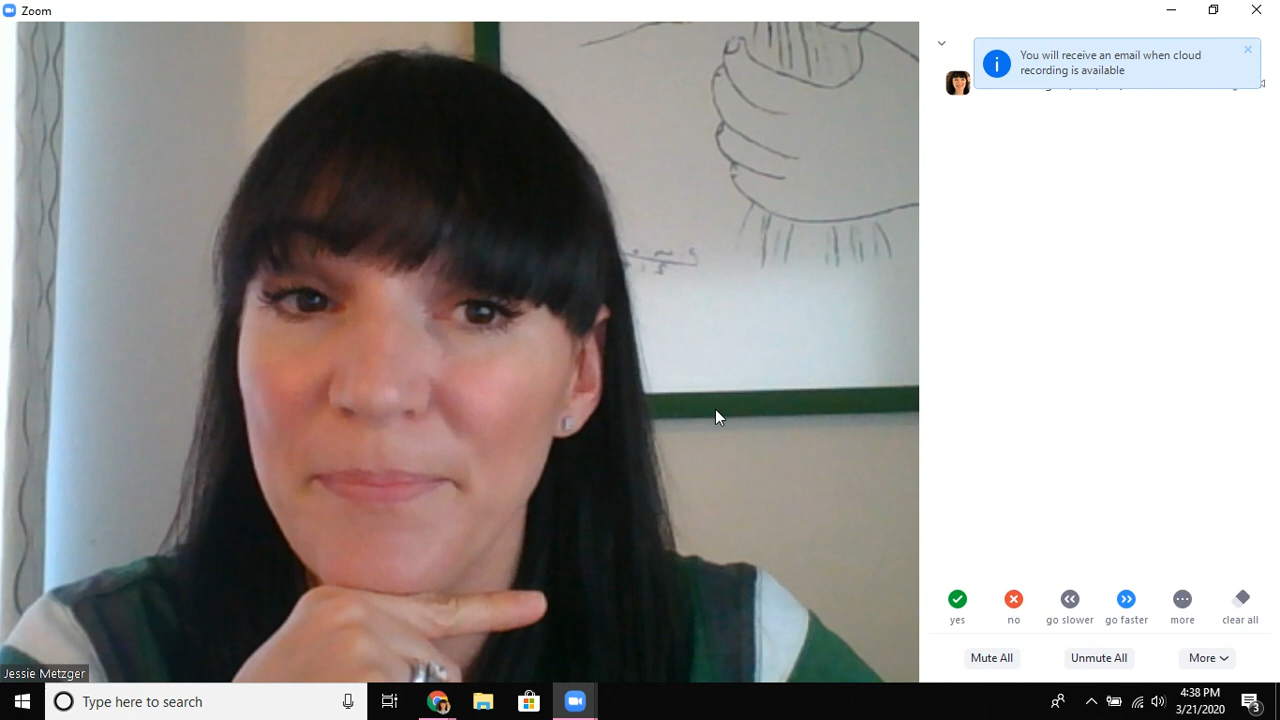 Zoom
You will receive an email when cloud
recording is available
yes
no
go slower
go faster
more
clear all
Mute All
Unmute All
More
Jessie Metzger
Type here to search
4:38 PM
3/21/2020
3